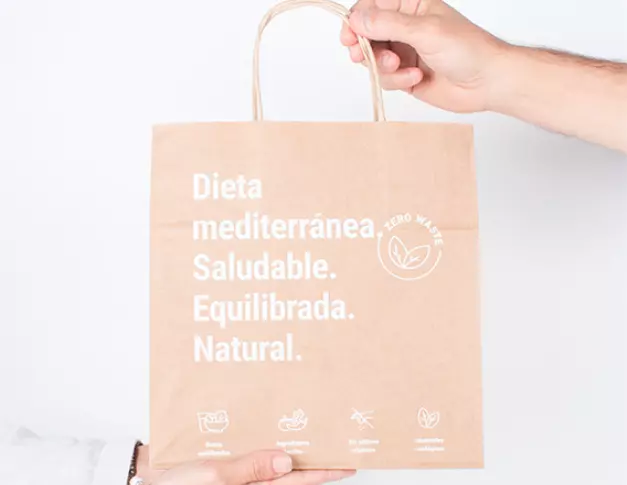 Dieta
mediterránea.
Saludable.
Equilibrada.
Natural.
ZERO WASTE